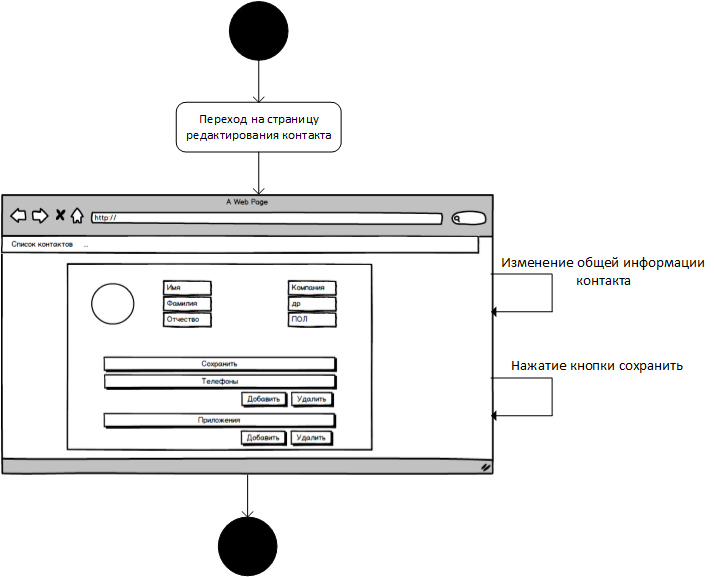 Переход на страницу
редактирования контакта
A Web Page
http://
Список контактов ...
Изменение общей информации
контакта
Имя Компания
Фамилия др
Отчество ПОЛ
Сохранить
Нажатие кнопки сохранить
Телефоны
Добавить Удалить
Приложения
Добавить Удалить